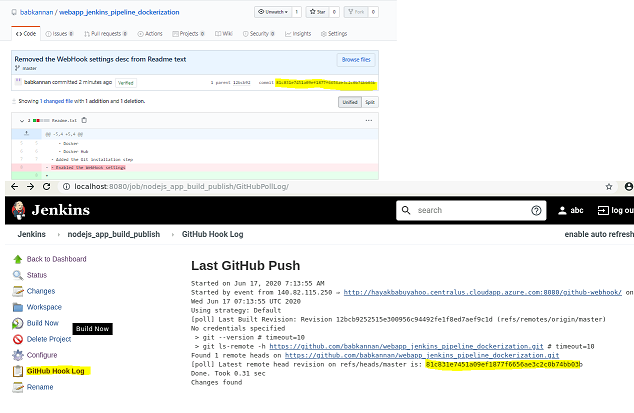 babkannan / webapp_jenkins_pipeline_dockerization
Unwatch 1 Star 0 Fork 0
Code Issues 0 Pull requests 0 Actions Projects 0 Wiki Security 0 Insights Settings
Removed the WebHook settings desc from Readme text
Browse files
master
babkannan committed 2 minutes ago Verified
1 parent 12bcb92 commit 81c831e7451a09ef1877f6656ae3c2c0b74bb03b
Showing 1 changed file with 1 addition and 1 deletion.
Unified Split
2 Readme.txt
@@ -5,4 +5,4 @@
- Docker
- Docker Hub
- Added the Git installation step
- - Enabled the WebHook settings
+
localhost:8080/job/nodejs_app_build_publish/GitHubPollLog/
Jenkins
search
abc
log ou
Jenkins › nodejs_app_build_publish › GitHub Hook Log
enable auto refresh
Back to Dashboard
Status
Changes
Workspace
Build Now
Build Now
Delete Project
Configure
GitHub Hook Log
Rename
Last GitHub Push
Started on Jun 17, 2020 7:13:55 AM
Started by event from 140.82.115.250 ⇒ http://havakbabuyahoo.centralus.cloudapp.azure.com:8080/github-webhook/ on
Wed Jun 17 07:13:55 UTC 2020
Using strategy: Default
[poll] Last Built Revision: Revision 12bcb9252515e300956c94492fe1f8ed7aef9c1d (refs/remotes/origin/master)
No credentials specified
> git --version # timeout=10
> git ls-remote -h https://github.com/babkannan/webapp_jenkins_pipeline_dockerization.git # timeout=10
Found 1 remote heads on https://github.com/babkannan/webapp_jenkins_pipeline_dockerization.git
[poll] Latest remote head revision on refs/heads/master is: 81c831e7451a09ef1877f6656ae3c2c0b74bb03b
Done. Took 0.31 sec
Changes found